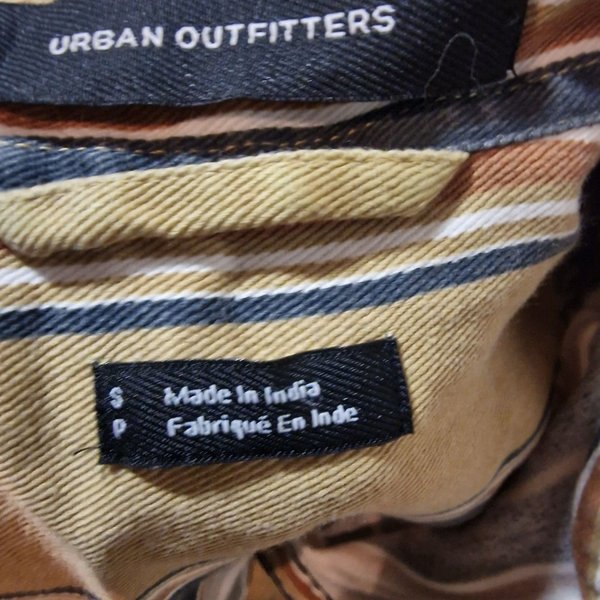 URBAN OUTFITTERS
S Made In India
P Fabriqué En Inde